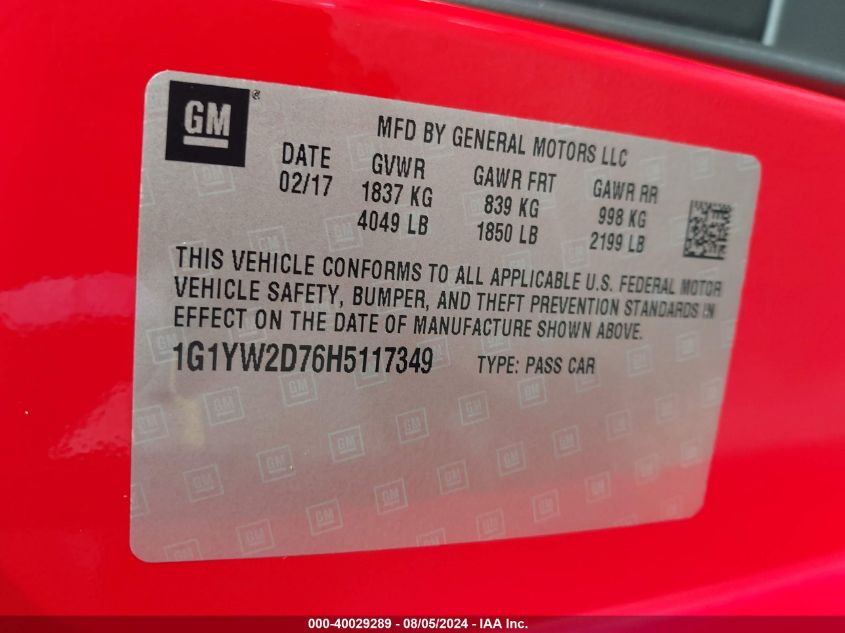 GM ®
MFD BY GENERAL MOTORS LLC
DATE GVWR GAWR FRT GAWR RR
02/17 1837 KG 839 KG 998 KG
4049 LB 1850 LB 2199 LB
THIS VEHICLE CONFORMS TO ALL APPLICABLE U.S. FEDERAL MOTOR
VEHICLE SAFETY, BUMPER, AND THEFT PREVENTION STANDARDS IN
EFFECT ON THE DATE OF MANUFACTURE SHOWN ABOVE.
1G1YW2D76H5117349 TYPE: PASS CAR
000-40029289 - 08/05/2024 - IAA Inc.